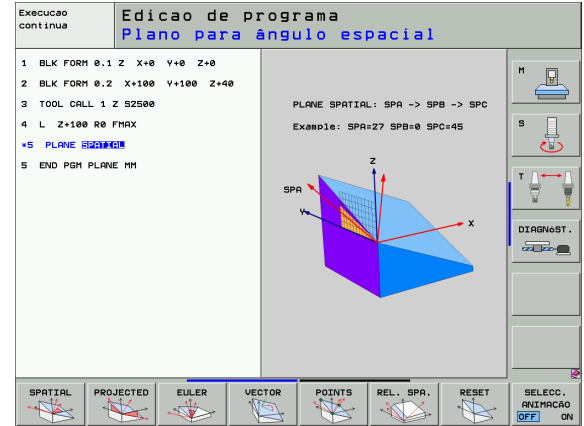 Execucao
continua
Edicao de programa
Plano para ângulo espacial
1 BLK FORM 0.1 Z X+0 Y+0 Z+0
2 BLK FORM 0.2 X+100 Y+100 Z+40
3 TOOL CALL 1 Z S2500
4 L Z+100 R0 FMAX
*5 PLANE SPATIAL
5 END PGM PLANE MM
PLANE SPATIAL: SPA -> SPB -> SPC
Example: SPA=27 SPB=0 SPC=45
Z
SPA
Y
X
M
S
T
DIAGNóST.
SPATIAL
PROJECTED
EULER
VECTOR
POINTS
REL. SPA.
RESET
SELECC.
ANIMACÃO
OFF ON